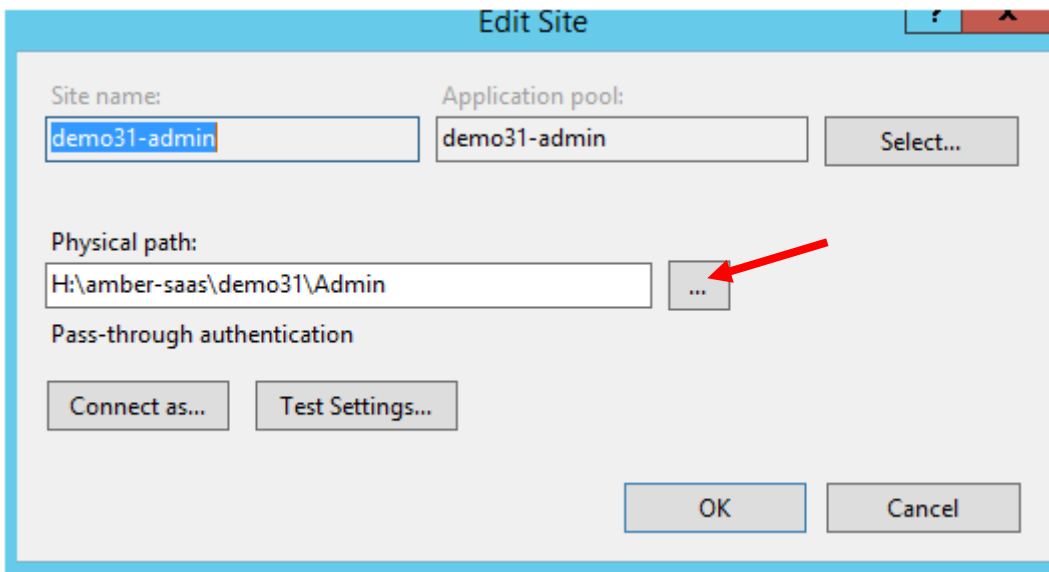 Edit Site
? x
Site name: Application pool:
demo31-admin demo31-admin Select...
Physical path:
H:\amber-saas\demo31\Admin ...
Pass-through authentication
Connect as... Test Settings...
OK Cancel